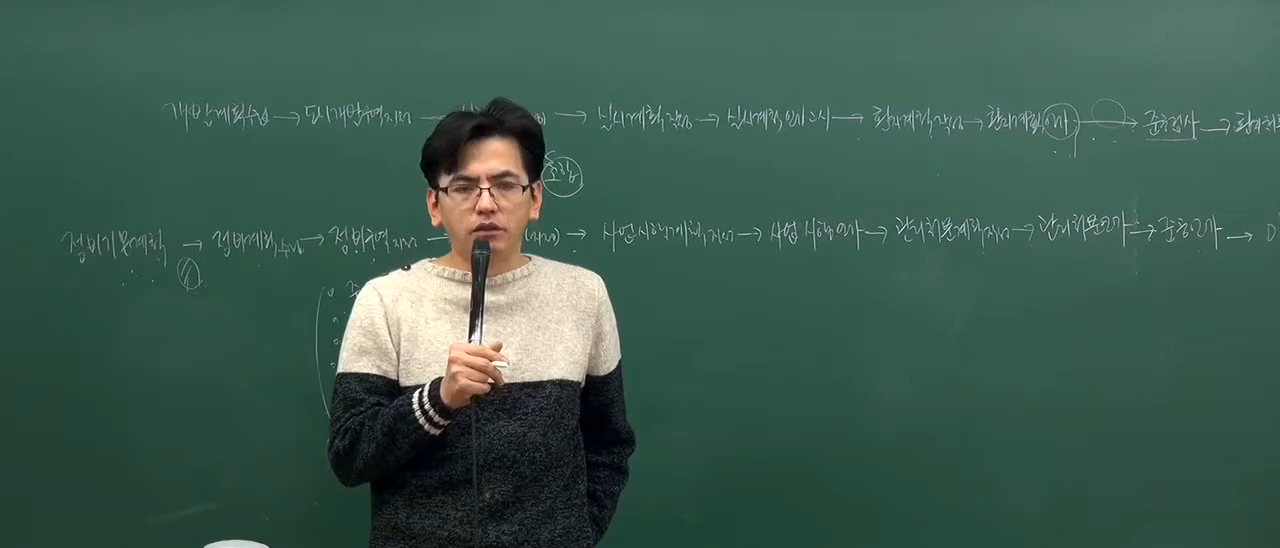 개발계획수립 → 도시개발구역지정 → → 실시계획작성 → 실시계획인가고시 → 환지계획작성 → 환지계획인가 → 준공검사 →
조합
정비기본계획 → 정비계획수립 → 정비구역지정 → → 사업시행계획작성 → 사업시행인가 → 관리처분계획작성 → 관리처분인가 → 준공인가 →